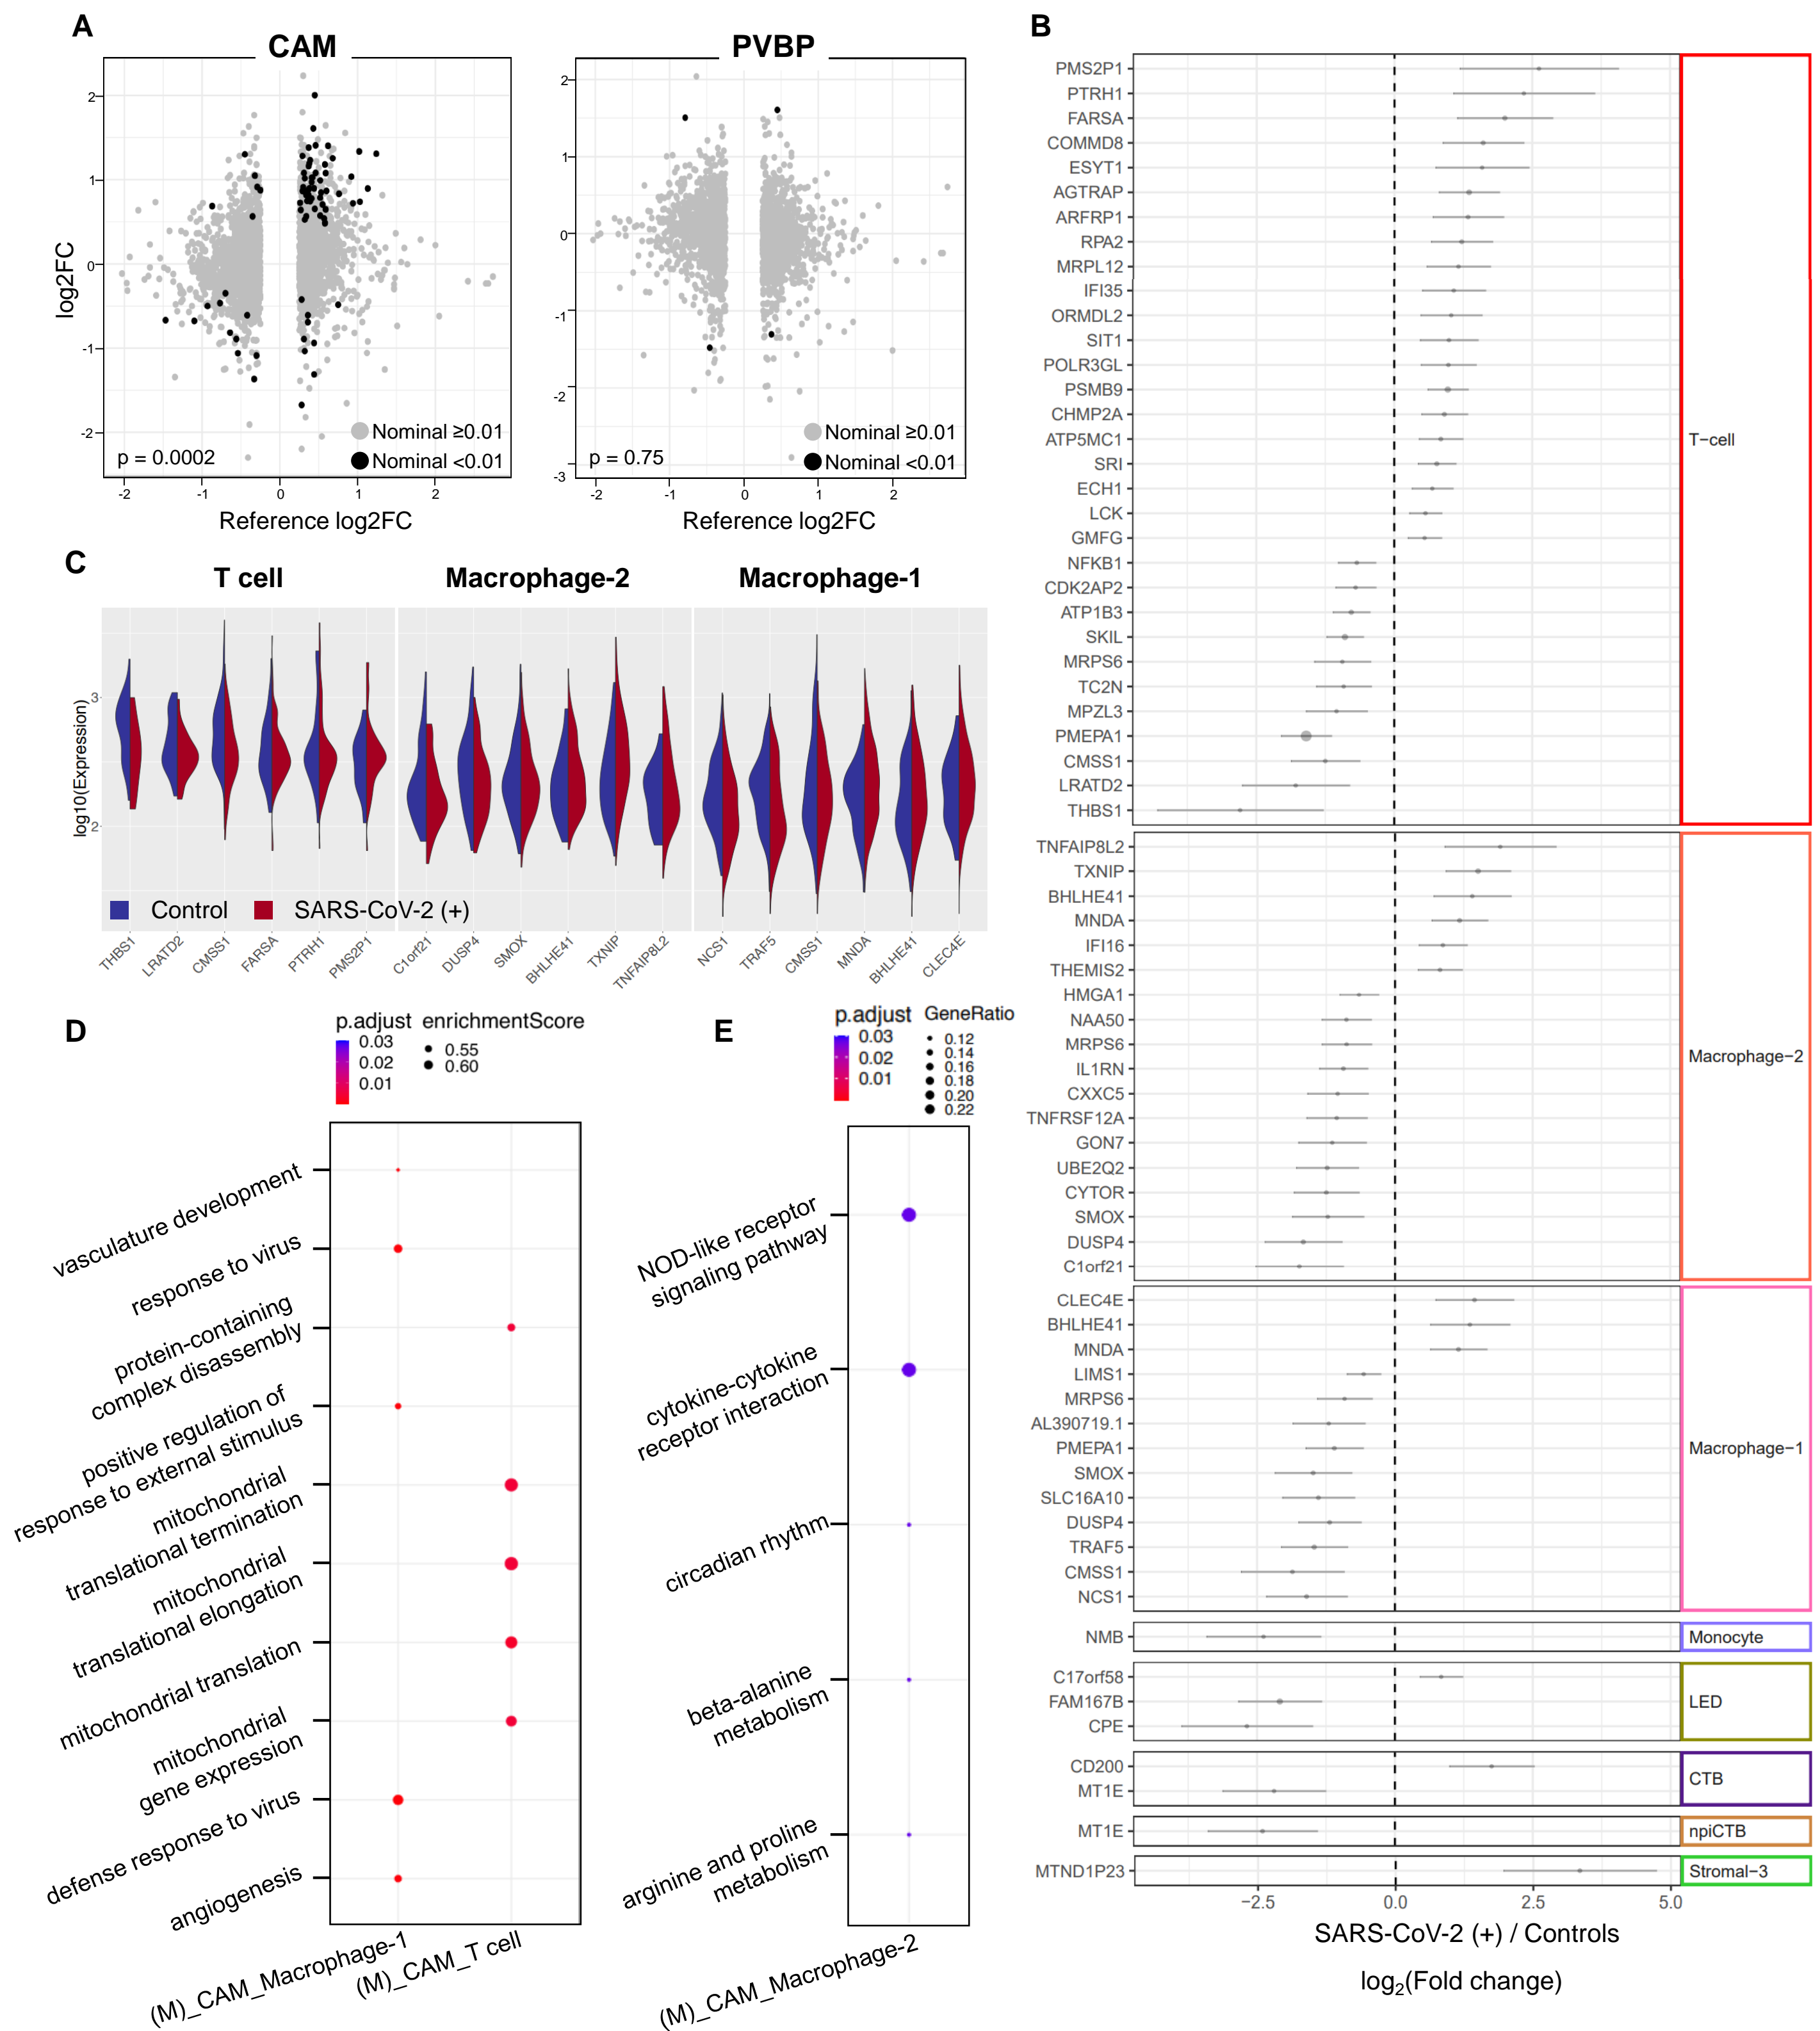 A
CAM
PVBP
log2FC
2
1
0
-1
-2
p = 0.0002
Nominal ≥0.01
Nominal <0.01
-2
-1
0
1
2
Reference log2FC
2
1
0
-1
-2
-3
p = 0.75
Nominal ≥0.01
Nominal <0.01
-2
-1
0
1
2
Reference log2FC
B
PMS2P1
PTRH1
FARSA
COMMD8
ESYT1
AGTRAP
ARFRP1
RPA2
MRPL12
IFI35
ORMDL2
SIT1
POLR3GL
PSMB9
CHMP2A
ATP5MC1
SRI
ECH1
LCK
GMFG
NFKB1
CDK2AP2
ATP1B3
SKIL
MRPS6
TC2N
MPZL3
PMEPA1
CMSS1
LRATD2
THBS1
T−cell
TNFAIP8L2
TXNIP
BHLHE41
MNDA
IFI16
THEMIS2
HMGA1
NAA50
MRPS6
IL1RN
CXXC5
TNFRSF12A
GON7
UBE2Q2
CYTOR
SMOX
DUSP4
C1orf21
Macrophage−2
CLEC4E
BHLHE41
MNDA
LIMS1
MRPS6
AL390719.1
PMEPA1
SMOX
SLC16A10
DUSP4
TRAF5
CMSS1
NCS1
Macrophage−1
NMB
Monocyte
C17orf58
FAM167B
CPE
LED
CD200
MT1E
CTB
MT1E
npiCTB
MTND1P23
Stromal−3
−2.5
0.0
2.5
5.0
SARS-CoV-2 (+) / Controls
log2(Fold change)
C
T cell
Macrophage-2
Macrophage-1
log10(Expression)
3
2
Control
SARS-CoV-2 (+)
THBS1
LRATD2
CMSS1
FARSA
PTRH1
PMS2P1
C1orf21
DUSP4
SMOX
BHLHE41
TXNIP
TNFAIP8L2
NCS1
TRAF5
CMSS1
MNDA
BHLHE41
CLEC4E
D
p.adjust
0.03
0.02
0.01
enrichmentScore
0.55
0.60
vasculature development
response to virus
protein-containing
complex disassembly
positive regulation of
response to external stimulus
mitochondrial
translational termination
mitochondrial
translational elongation
mitochondrial translation
mitochondrial
gene expression
defense response to virus
angiogenesis
(M)_CAM_Macrophage-1
(M)_CAM_T cell
E
p.adjust
0.03
0.02
0.01
GeneRatio
0.12
0.14
0.16
0.18
0.20
0.22
NOD-like receptor
signaling pathway
cytokine-cytokine
receptor interaction
circadian rhythm
beta-alanine
metabolism
arginine and proline
metabolism
(M)_CAM_Macrophage-2